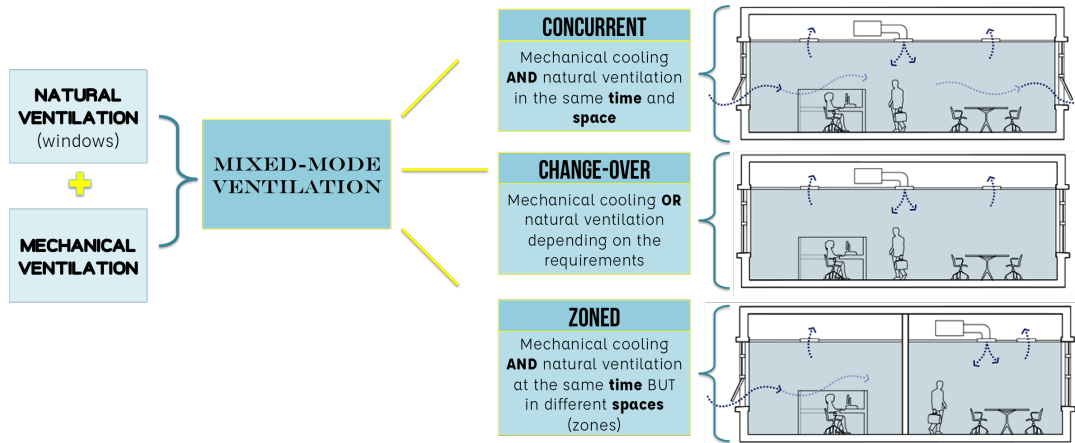 NATURAL
VENTILATION
(windows)
MECHANICAL
VENTILATION
MIXED-MODE
VENTILATION
CONCURRENT
Mechanical cooling
AND natural ventilation
in the same time and
space
CHANGE-OVER
Mechanical cooling OR
natural ventilation
depending on the
requirements
ZONED
Mechanical cooling
AND natural ventilation
at the same time BUT
in different spaces
(zones)